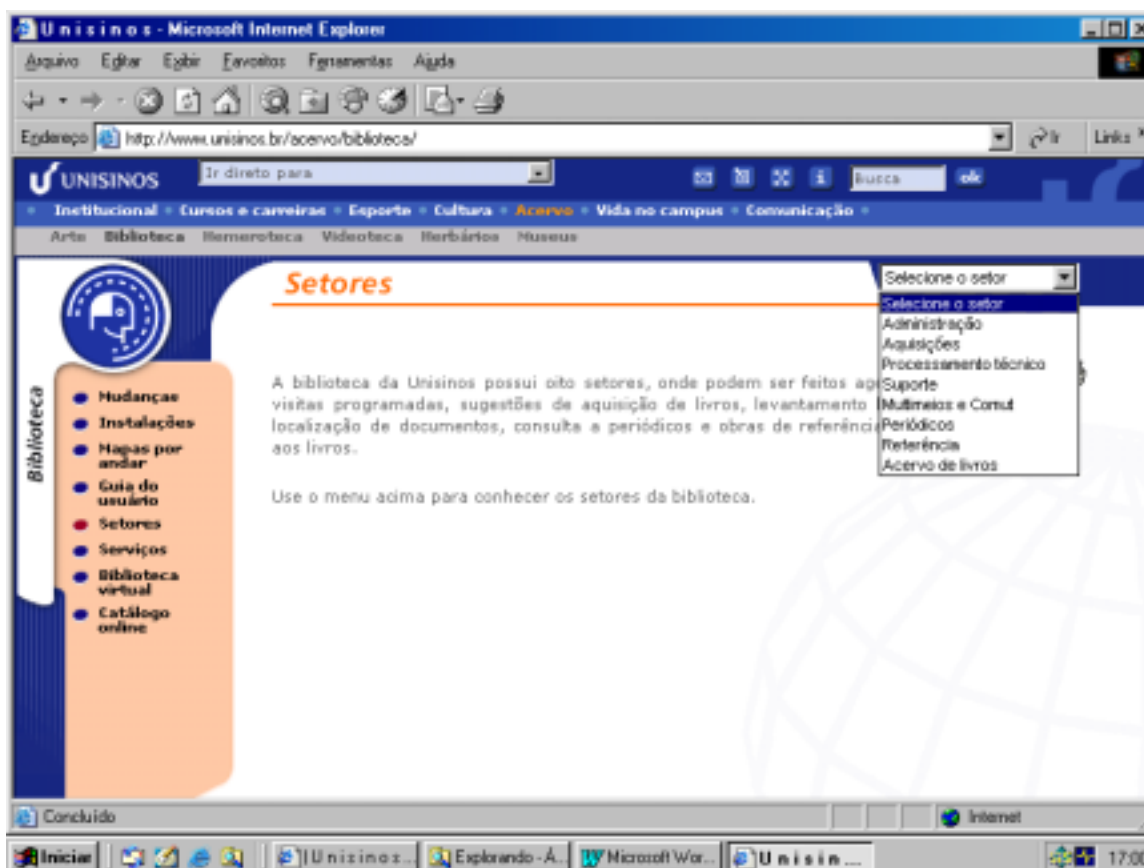 Unisinos - Microsoft Internet Explorer
Arquivo Editar Exibir Favoritos Ferramentas Ajuda
Endereço http://www.unisinos.br/acervo/biblioteca/ Ir Links
UNISINOS Ir direto para Busca ok
Institucional Cursos e carreiras Esporte Cultura Acervo Vida no campus Comunicação
Arte Biblioteca Hemeroteca Videoteca Herbários Museus
Setores
Selecione o setor
Selecione o setor
Administração
Aquisições
Processamento técnico
Suporte
Multimeios e Comut
Periódicos
Referência
Acervo de livros
Biblioteca
Mudanças
Instalações
Mapas por
andar
Guia do
usuário
Setores
Serviços
Biblioteca
virtual
Catálogo
online
A biblioteca da Unisinos possui oito setores, onde podem ser feitos
visitas programadas, sugestões de aquisição de livros, levantamento
localização de documentos, consulta a periódicos e obras de referênci
aos livros.
Use o menu acima para conhecer os setores da biblioteca.
Concluído Internet
Iniciar Unisinos... Explorando - A... Microsoft Wor... Unisin...